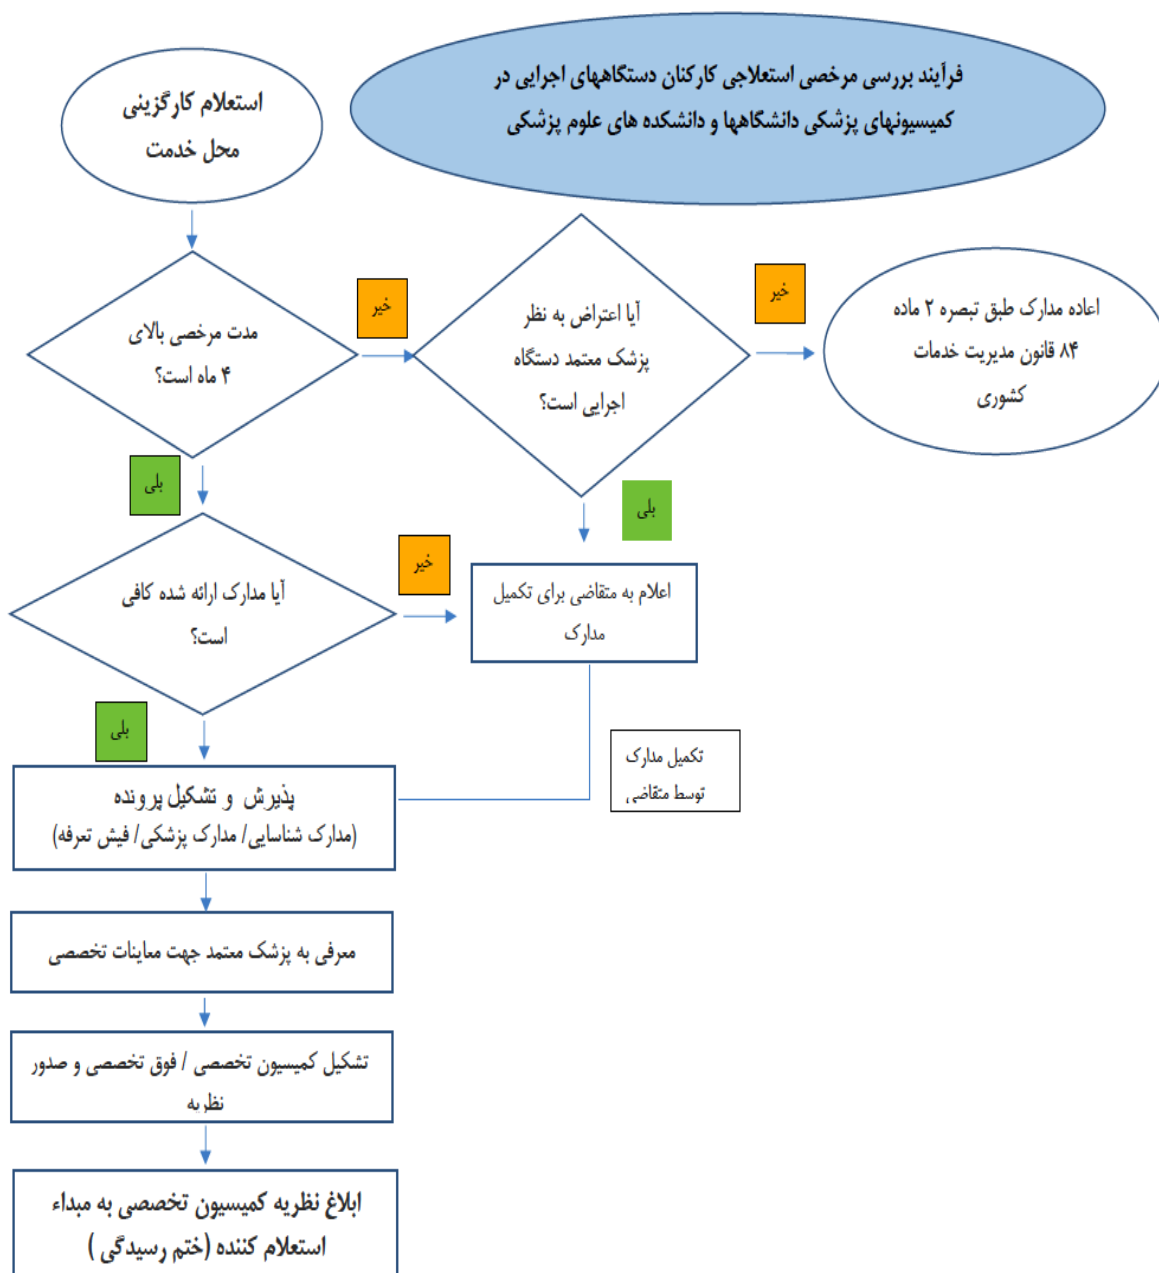 فرآیند بررسی مرخصی استعلاجی کارکنان دستگاههای اجرایی در
کمیسیونهای پزشکی دانشگاهها و دانشکده های علوم پزشکی
استعلام کارگزینی
محل خدمت
مدت مرخصی بالای
۴ ماه است؟
خیر
آیا اعتراض به نظر
پزشک معتمد دستگاه
اجرایی است؟
خیر
اعاده مدارک طبق تبصره ۲ ماده
۸۴ قانون مدیریت خدمات
کشوری
بلی
بلی
آیا مدارک ارائه شده کافی
است؟
خیر
اعلام به متقاضی برای تکمیل
مدارک
بلی
تکمیل مدارک
توسط متقاضی
پذیرش و تشکیل پرونده
(مدارک شناسایی/ مدارک پزشکی/ فیش تعرفه)
معرفی به پزشک معتمد جهت معاینات تخصصی
تشکیل کمیسیون تخصصی / فوق تخصصی و صدور
نظریه
ابلاغ نظریه کمیسیون تخصصی به مبداء
استعلام کننده (ختم رسیدگی )